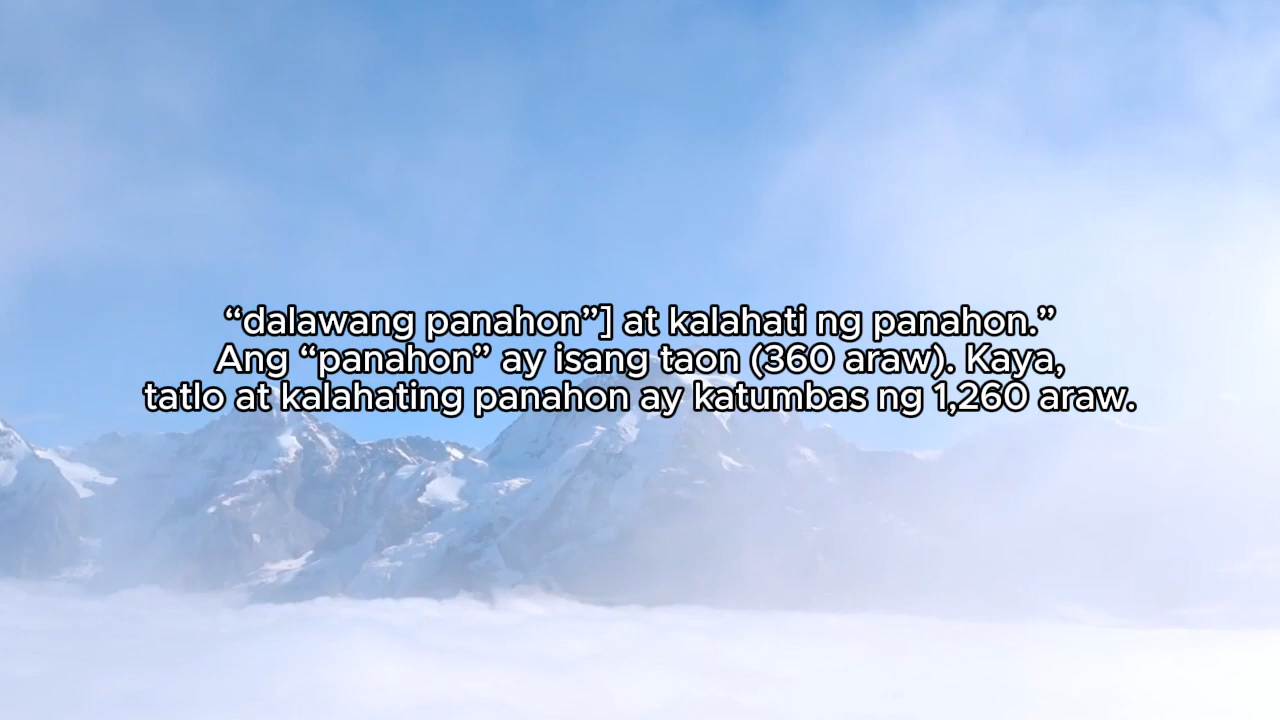 “dalawang panahon”] at kalahati ng panahon.”
Ang “panahon” ay isang taon (360 araw). Kaya,
tatlo at kalahating panahon ay katumbas ng 1,260 araw.